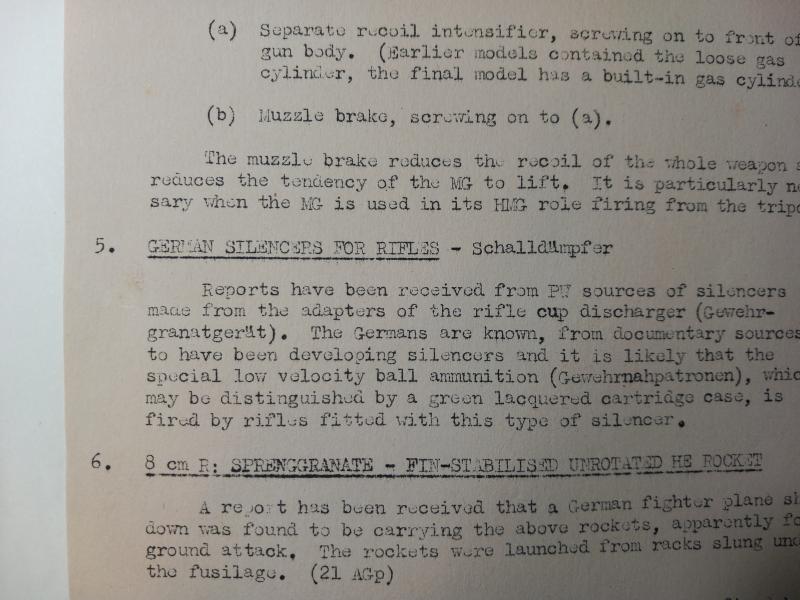 (a) Separate recoil intensifier, screwing on to front of
gun body. (Earlier models contained the loose gas
cylinder, the final model has a built-in gas
(b) Muzzle brake, screwing on to (a).
The muzzle brake reduces the recoil of the whole weapon
reduces the tendency of the MG to lift. It is particularly
sary when the MG is used in its HMG role firing from the
5. GERMAN SILENCERS FOR RIFLES - Schalldämpfer
Reports have been received from PW sources of silencers
made from the adapters of the rifle cup discharger (Gewehr-
granatgerät). The Germans are known, from documentary sources
to have been developing silencers and it is likely that the
special low velocity ball ammunition (Gewehrnahpatronen),
may be distinguished by a green lacquered cartridge case, is
fired by rifles fitted with this type of silencer.
6. 8 cm R: SPRENGGRANATE - FIN-STABILISED UNROTATED HE ROCKET
A report has been received that a German fighter plane
down was found to be carrying the above rockets, apparently
ground attack. The rockets were launched from racks slung
the fusilage. (21 AGp)